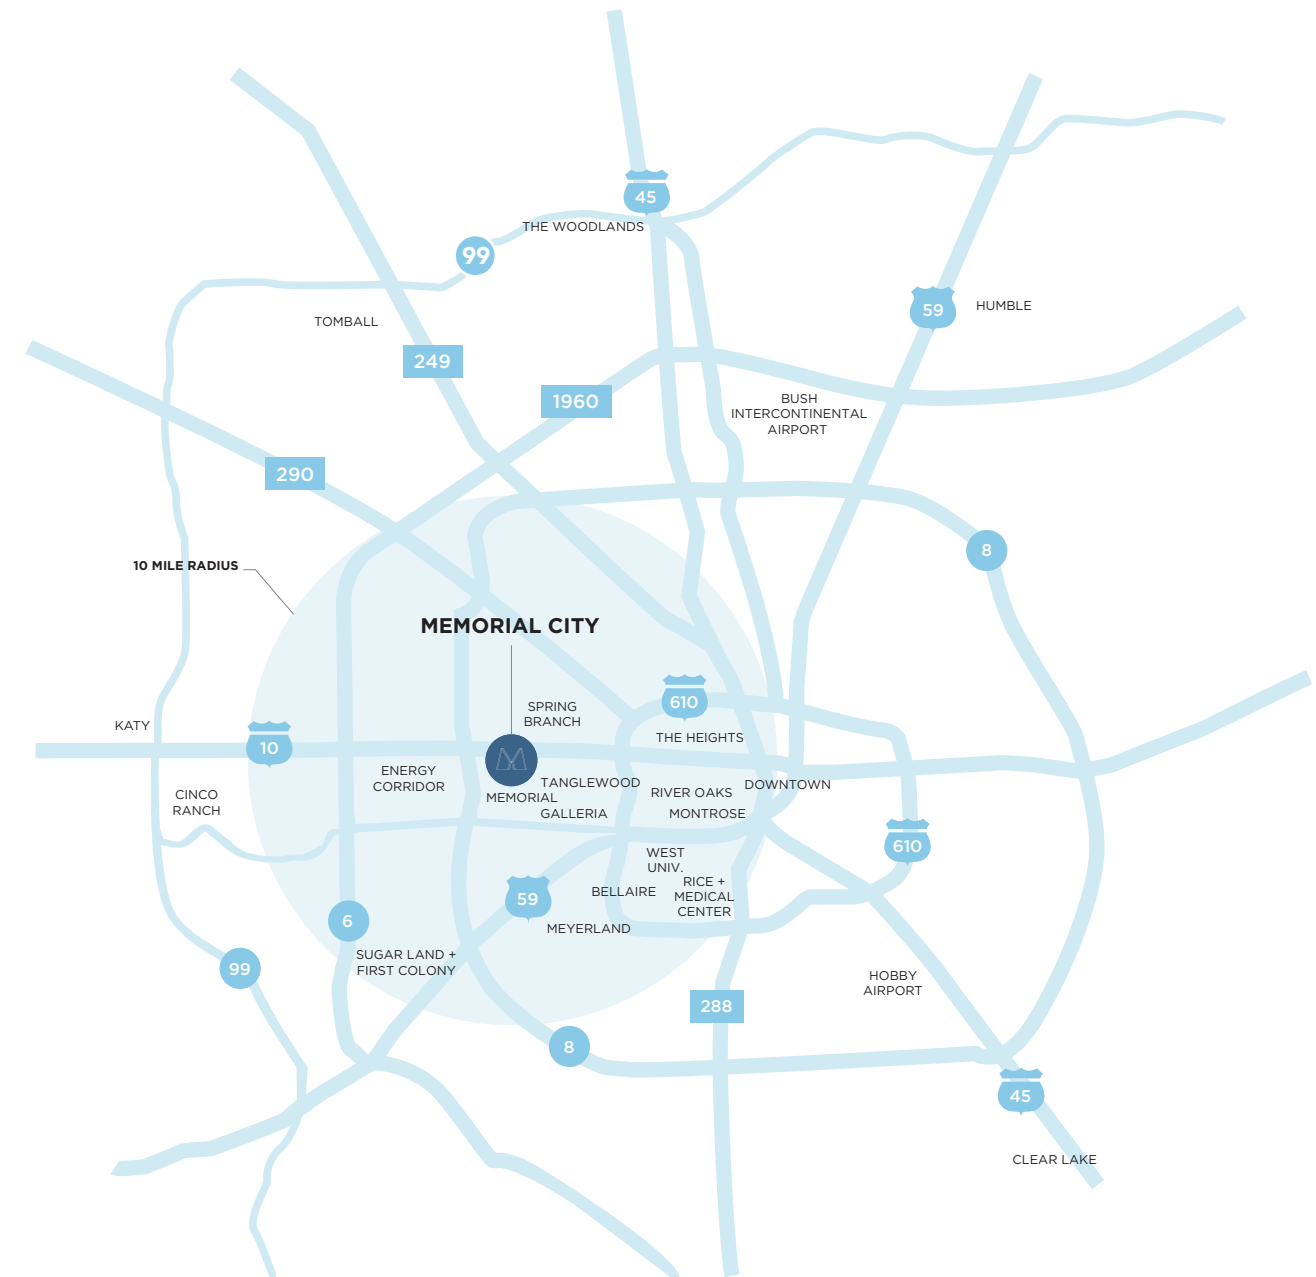 45
THE WOODLANDS
99
59
HUMBLE
TOMBALL
249
1960
BUSH
INTERCONTINENTAL
AIRPORT
290
8
10 MILE RADIUS
MEMORIAL CITY
610
SPRING
BRANCH
KATY
THE HEIGHTS
10
ENERGY
CORRIDOR
TANGLEWOOD
MEMORIAL
RIVER OAKS
DOWNTOWN
CINCO
RANCH
GALLERIA
MONTROSE
610
WEST
UNIV.
BELLAIRE
RICE +
MEDICAL
CENTER
59
6
MEYERLAND
SUGAR LAND +
FIRST COLONY
99
HOBBY
AIRPORT
288
8
45
CLEAR LAKE